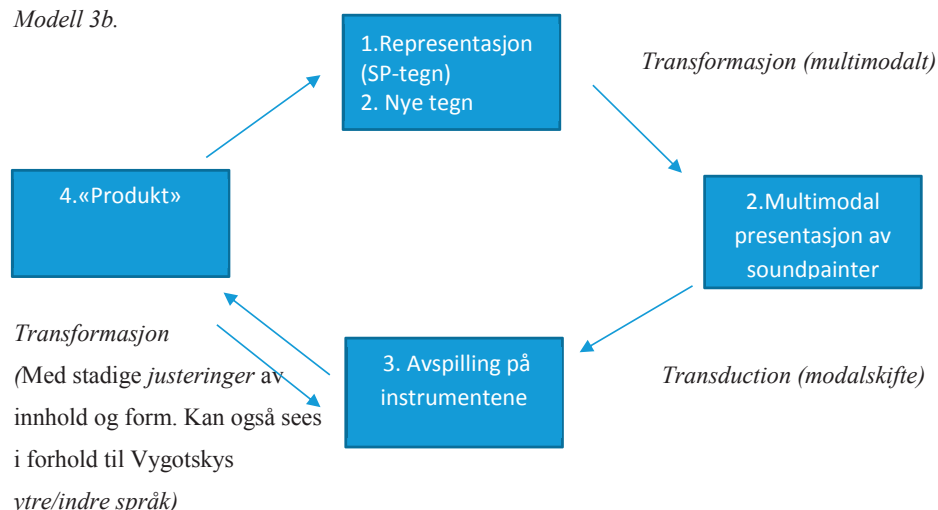 Modell 3b.
1.Representasjon
(SP-tegn)
2. Nye tegn
Transformasjon (multimodalt)
4.«Produkt»
2.Multimodal
presentasjon av
soundpainter
Transformasjon
(Med stadige justeringer av
innhold og form. Kan også sees
i forhold til Vygotskys
ytre/indre språk)
3. Avspilling på
instrumentene
Transduction (modalskifte)